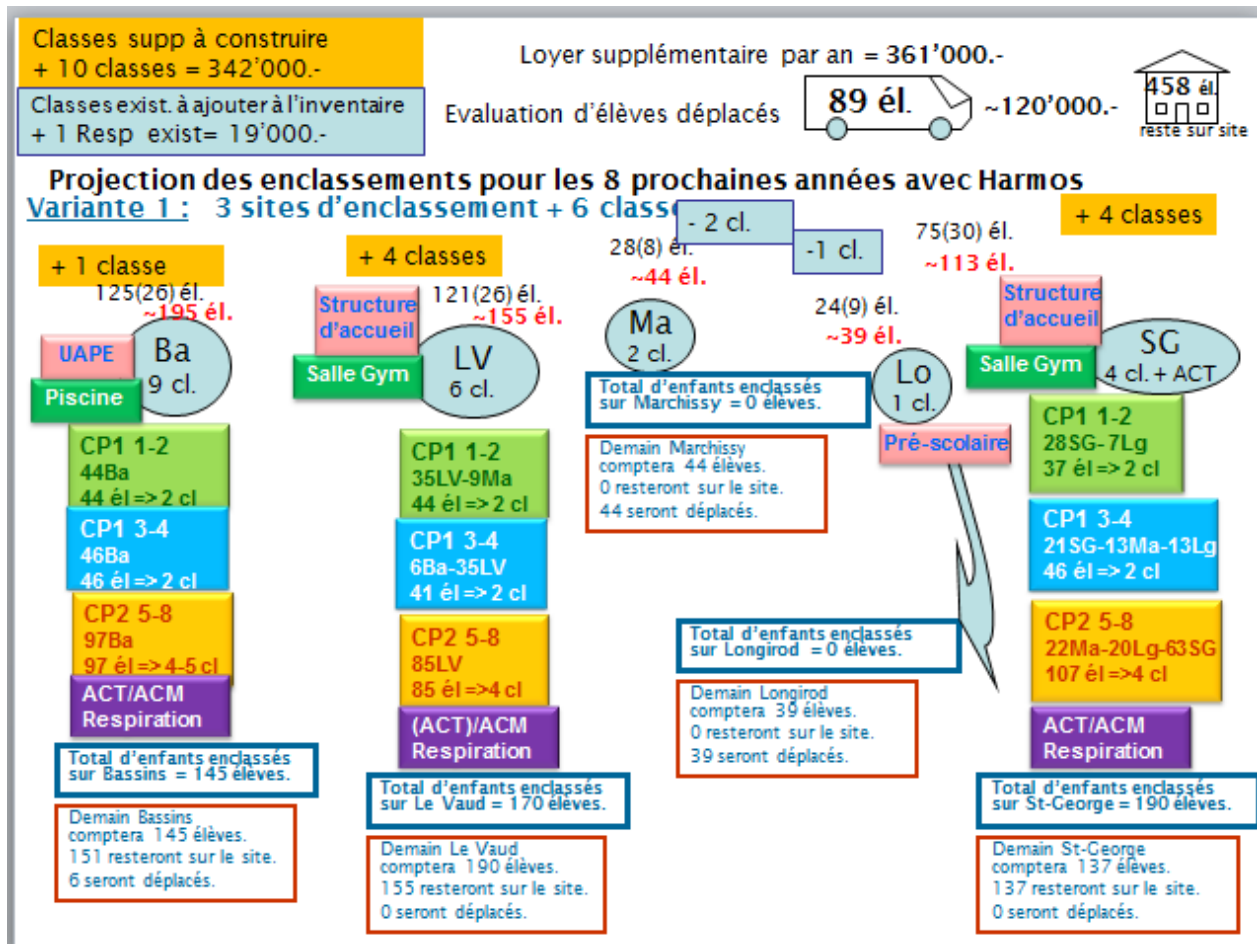 Classes supp à construire
+ 10 classes = 342’000.-
Classes exist. à ajouter à l’inventaire
+ 1 Resp exist= 19’000.-
Loyer supplémentaire par an = 361’000.-
Evaluation d’élèves déplacés
89 él.
~120’000.-
458 él.
reste sur site
Projection des enclassements pour les 8 prochaines années avec Harmos
Variante 1 : 3 sites d’enclassement + 6 classe
+ 1 classe
125(26) él.
~195 él.
UAPE
Piscine
Ba
9 cl.
CP1 1-2
44Ba
44 él => 2 cl
CP1 3-4
46Ba
46 él => 2 cl
CP2 5-8
97Ba
97 él => 4-5 cl
ACT/ACM
Respiration
Total d’enfants enclassés
sur Bassins = 145 élèves.
Demain Bassins
comptera 145 élèves.
151 resteront sur le site.
6 seront déplacés.
+ 4 classes
121(26) él.
~155 él.
Structure
d’accueil
Salle Gym
LV
6 cl.
CP1 1-2
35LV-9Ma
44 él => 2 cl
CP1 3-4
6Ba-35LV
41 él => 2 cl
CP2 5-8
85LV
85 él =>4 cl
(ACT)/ACM
Respiration
Total d’enfants enclassés
sur Le Vaud = 170 élèves.
Demain Le Vaud
comptera 190 élèves.
155 resteront sur le site.
0 seront déplacés.
- 2 cl.
28(8) él.
~44 él.
Ma
2 cl.
Total d’enfants enclassés
sur Marchissy = 0 élèves.
Demain Marchissy
comptera 44 élèves.
0 resteront sur le site.
44 seront déplacés.
-1 cl.
24(9) él.
~39 él.
Lo
1 cl.
Pré-scolaire
Total d’enfants enclassés
sur Longirod = 0 élèves.
Demain Longirod
comptera 39 élèves.
0 resteront sur le site.
39 seront déplacés.
+ 4 classes
75(30) él.
~113 él.
Structure
d’accueil
Salle Gym
SG
4 cl. + ACT
CP1 1-2
28SG-7Lg
37 él => 2 cl
CP1 3-4
21SG-13Ma-13Lg
46 él => 2 cl
CP2 5-8
22Ma-20Lg-63SG
107 él =>4 cl
ACT/ACM
Respiration
Total d’enfants enclassés
sur St-George = 190 élèves.
Demain St-George
comptera 137 élèves.
137 resteront sur le site.
0 seront déplacés.